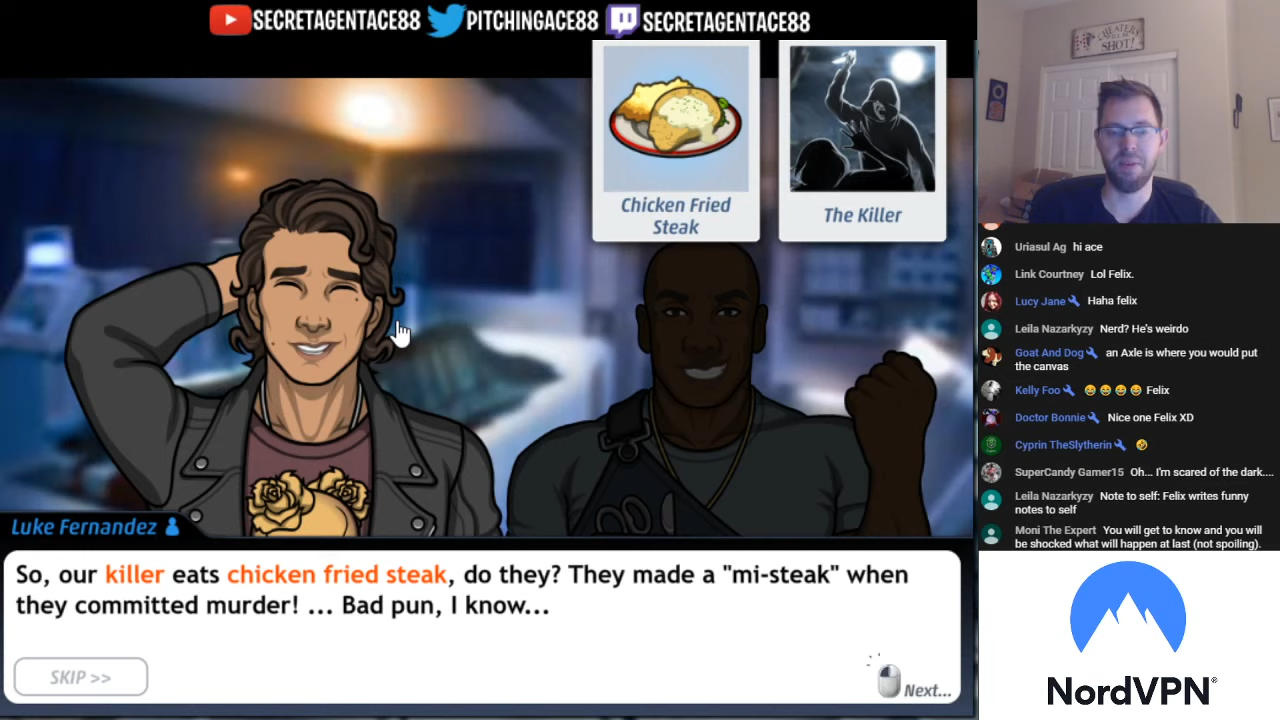 SECRETAGENTACE88 PITCHINGACE88 SECRETAGENTACE88
CHEATERS
WILL BE
SHOT!
Chicken Fried
Steak
The Killer
Uriasul Ag hi ace
Link Courtney Lol Felix.
Lucy Jane Haha felix
Leila Nazarkyzy Nerd? He's weirdo
Goat And Dog an Axle is where you would put
the canvas
Kelly Foo 😂 😂 😂 😂 Felix
Doctor Bonnie Nice one Felix XD
Cyprin TheSlytherin 🤣
SuperCandy Gamer15 Oh... I'm scared of the dark....
Leila Nazarkyzy Note to self: Felix writes funny
notes to self
Moni The Expert You will get to know and you will
be shocked what will happen at last (not spoiling).
Luke Fernandez
So, our killer eats chicken fried steak, do they? They made a "mi-steak" when
they committed murder! ... Bad pun, I know...
SKIP >>
Next...
NordVPN®